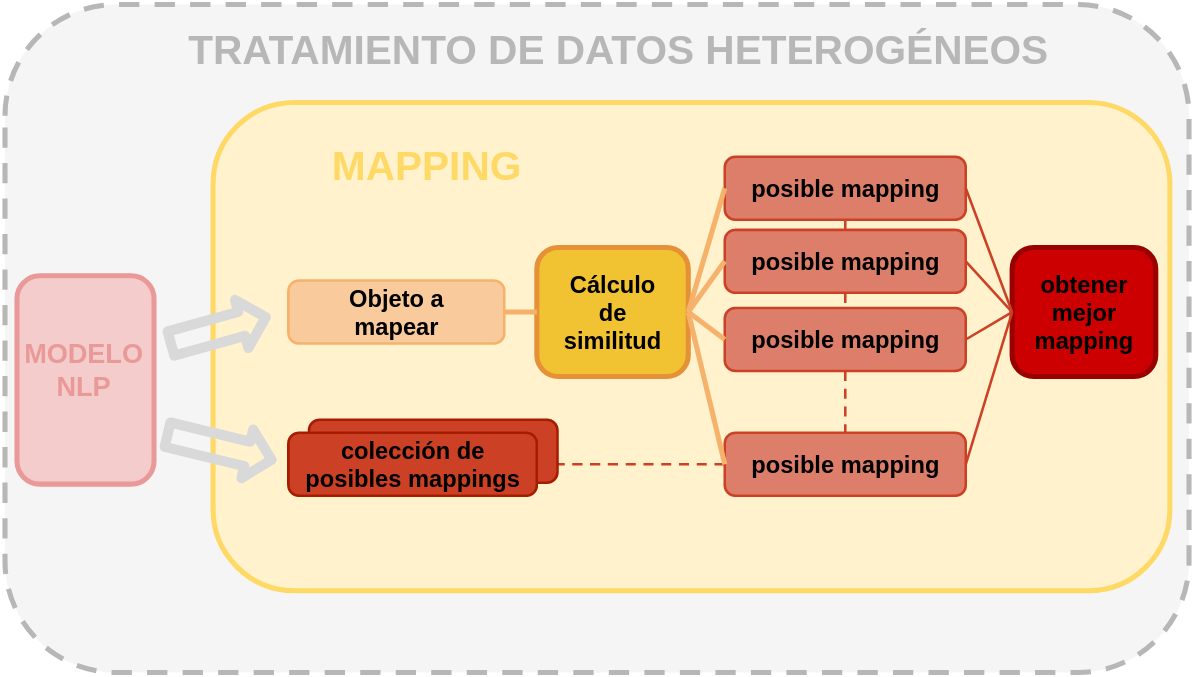 TRATAMIENTO DE DATOS HETEROGÉNEOS
MAPPING
MODELO
NLP
Objeto a
mapear
colección de
posibles mappings
Cálculo
de
similitud
posible mapping
posible mapping
posible mapping
posible mapping
obtener
mejor
mapping